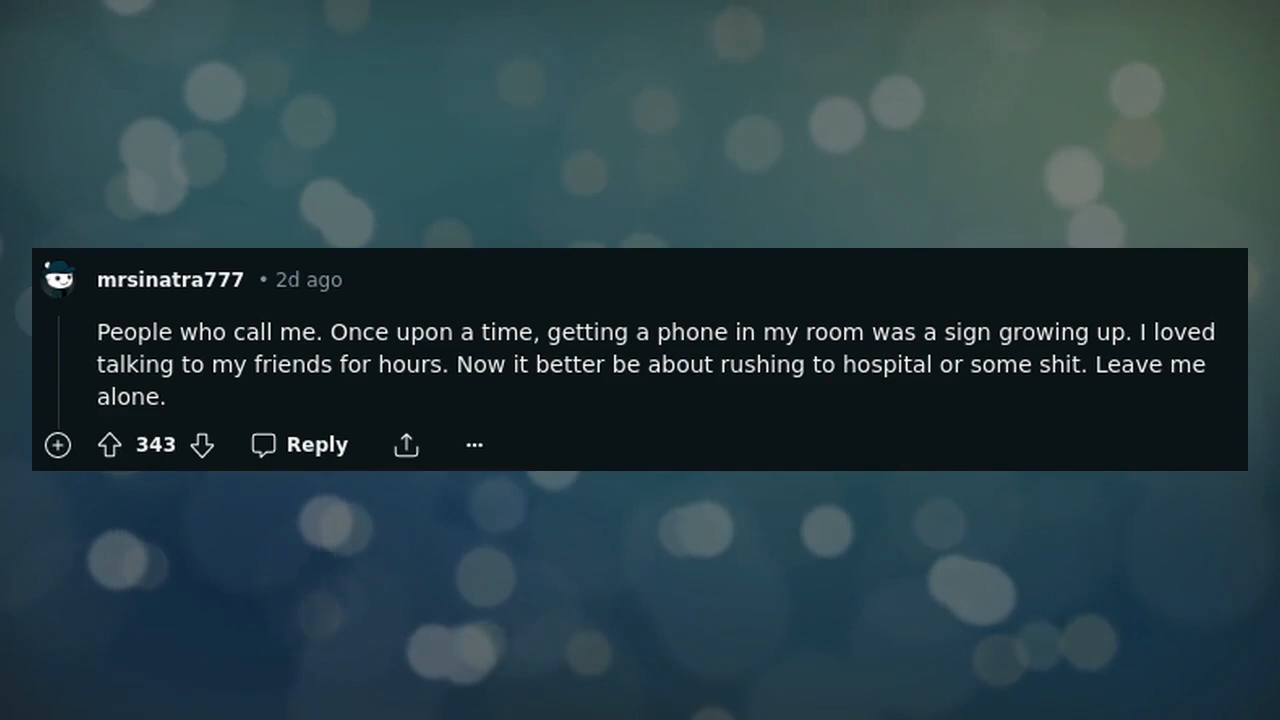 mrsinatra777 • 2d ago
People who call me. Once upon a time, getting a phone in my room was a sign growing up. I loved
talking to my friends for hours. Now it better be about rushing to hospital or some shit. Leave me
alone.
343 Reply